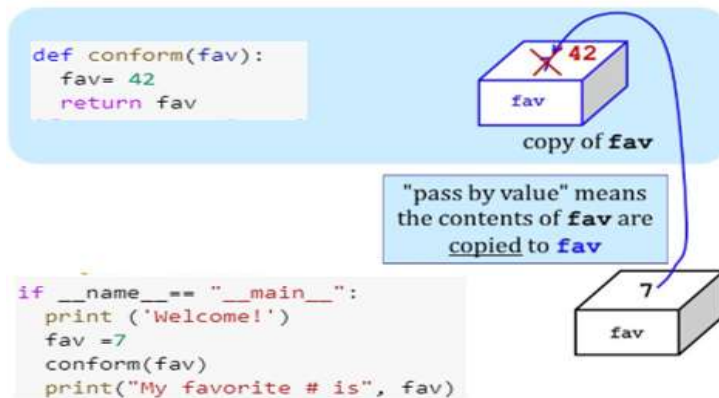 def conform(fav):
fav= 42
return fav
7 42
fav
copy of fav
"pass by value" means
the contents of fav are
copied to fav
7
fav
if __name__== "__main__":
print ('Welcome!')
fav =7
conform(fav)
print("My favorite # is", fav)